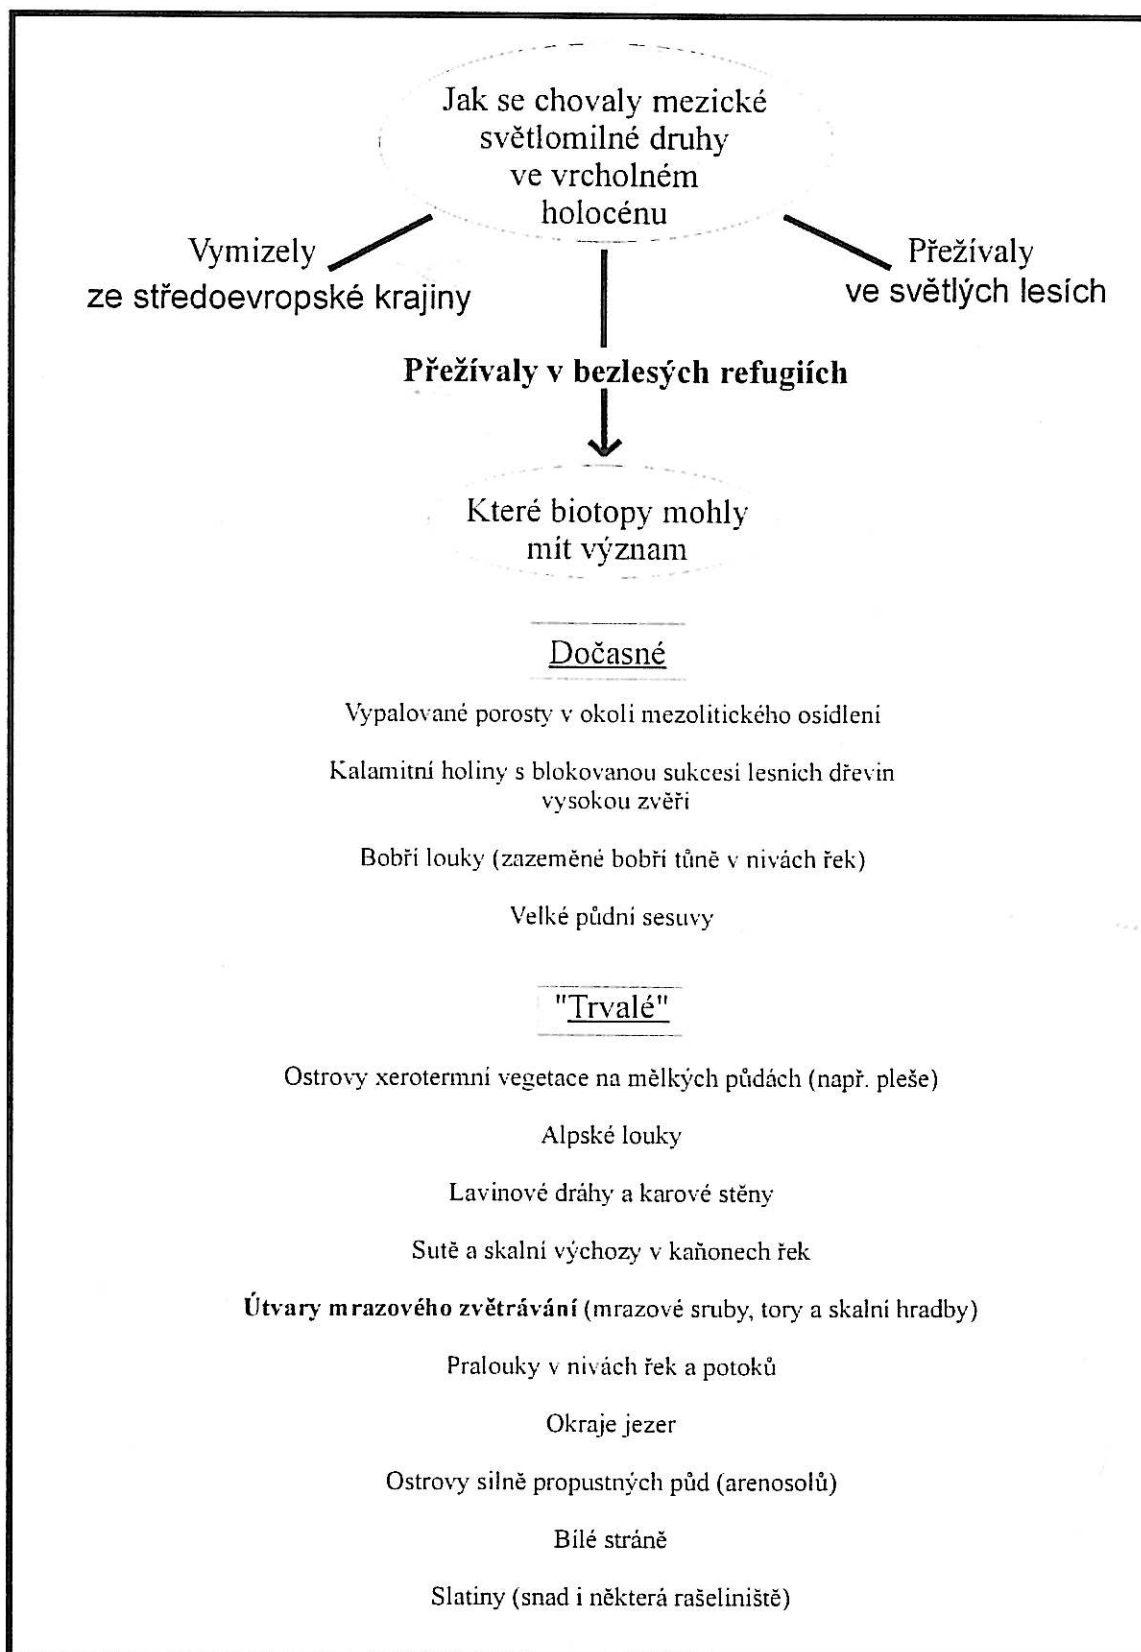 Jak se chovaly mezické
světlomilné druhy
ve vrcholném
holocénu
Vymizely
ze středoevropské krajiny
Přežívaly
ve světlých lesích
Přežívaly v bezlesých refugiích
Které biotopy mohly
mít význam
Dočasné
Vypalované porosty v okolí mezolitického osídlení
Kalamitní holiny s blokovanou sukcesí lesních dřevin
vysokou zvěří
Bobří louky (zazeměné bobří tůně v nivách řek)
Velké půdní sesuvy
"Trvalé"
Ostrovy xerotermní vegetace na mělkých půdách (např. pleše)
Alpské louky
Lavinové dráhy a karové stěny
Sutě a skalní výchozy v kaňonech řek
Útvary mrazového zvětrávání (mrazové sruby, tory a skalní hradby)
Pralouky v nivách řek a potoků
Okraje jezer
Ostrovy silně propustných půd (arenosolů)
Bílé stráně
Slatiny (snad i některá rašeliniště)